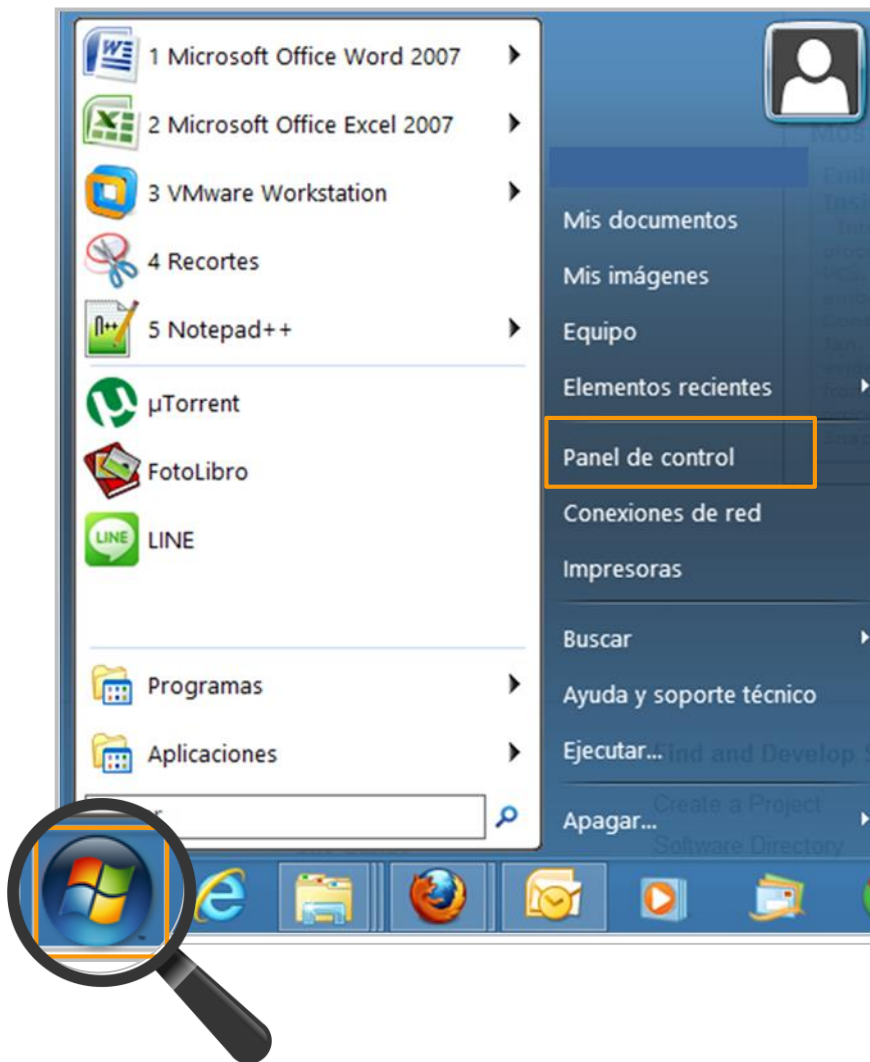 1 Microsoft Office Word 2007
2 Microsoft Office Excel 2007
3 VMware Workstation
4 Recortes
5 Notepad++
µTorrent
FotoLibro
LINE
LINE
Programas
Aplicaciones
Mis documentos
Mis imágenes
Equipo
Elementos recientes
Panel de control
Conexiones de red
Impresoras
Buscar
Ayuda y soporte técnico
Ejecutar...
Find and Develop S
Create a Project
Apagar...
Software Directory